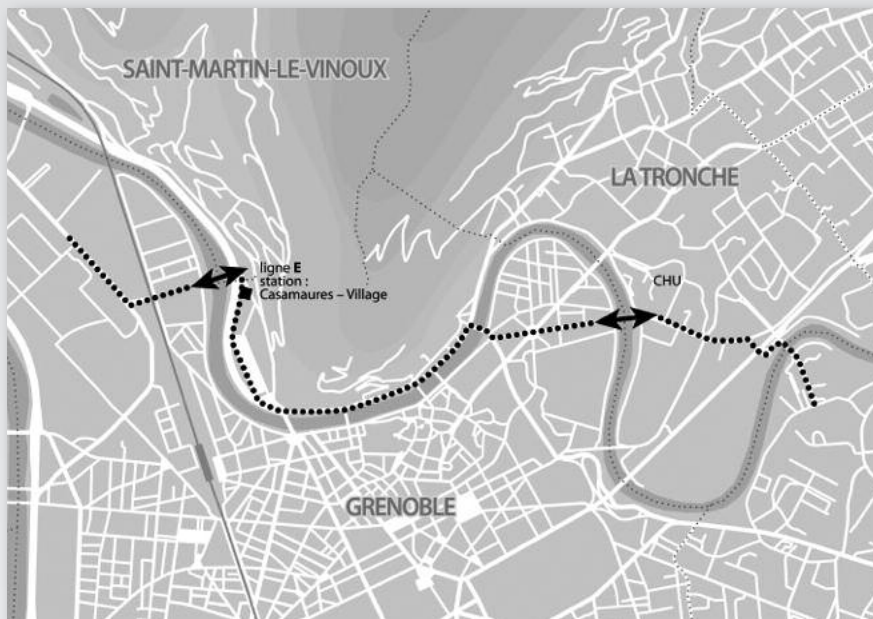 SAINT-MARTIN-LE-VINOUX
LA TRONCHE
ligne E
station :
Casamaures – Village
CHU
GRENOBLE